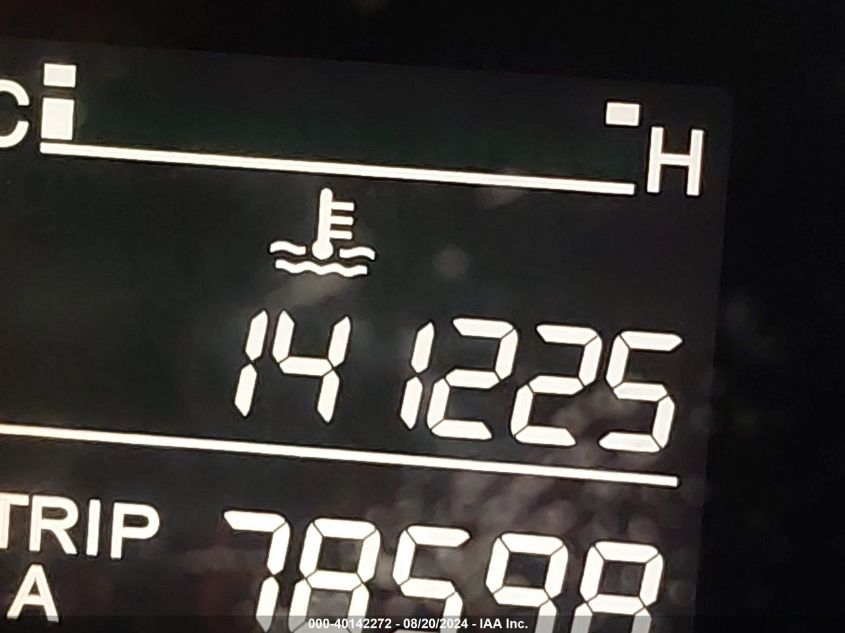 C H
141225
TRIP 78598
A
000-40142272 - 08/20/2024 - IAA Inc.